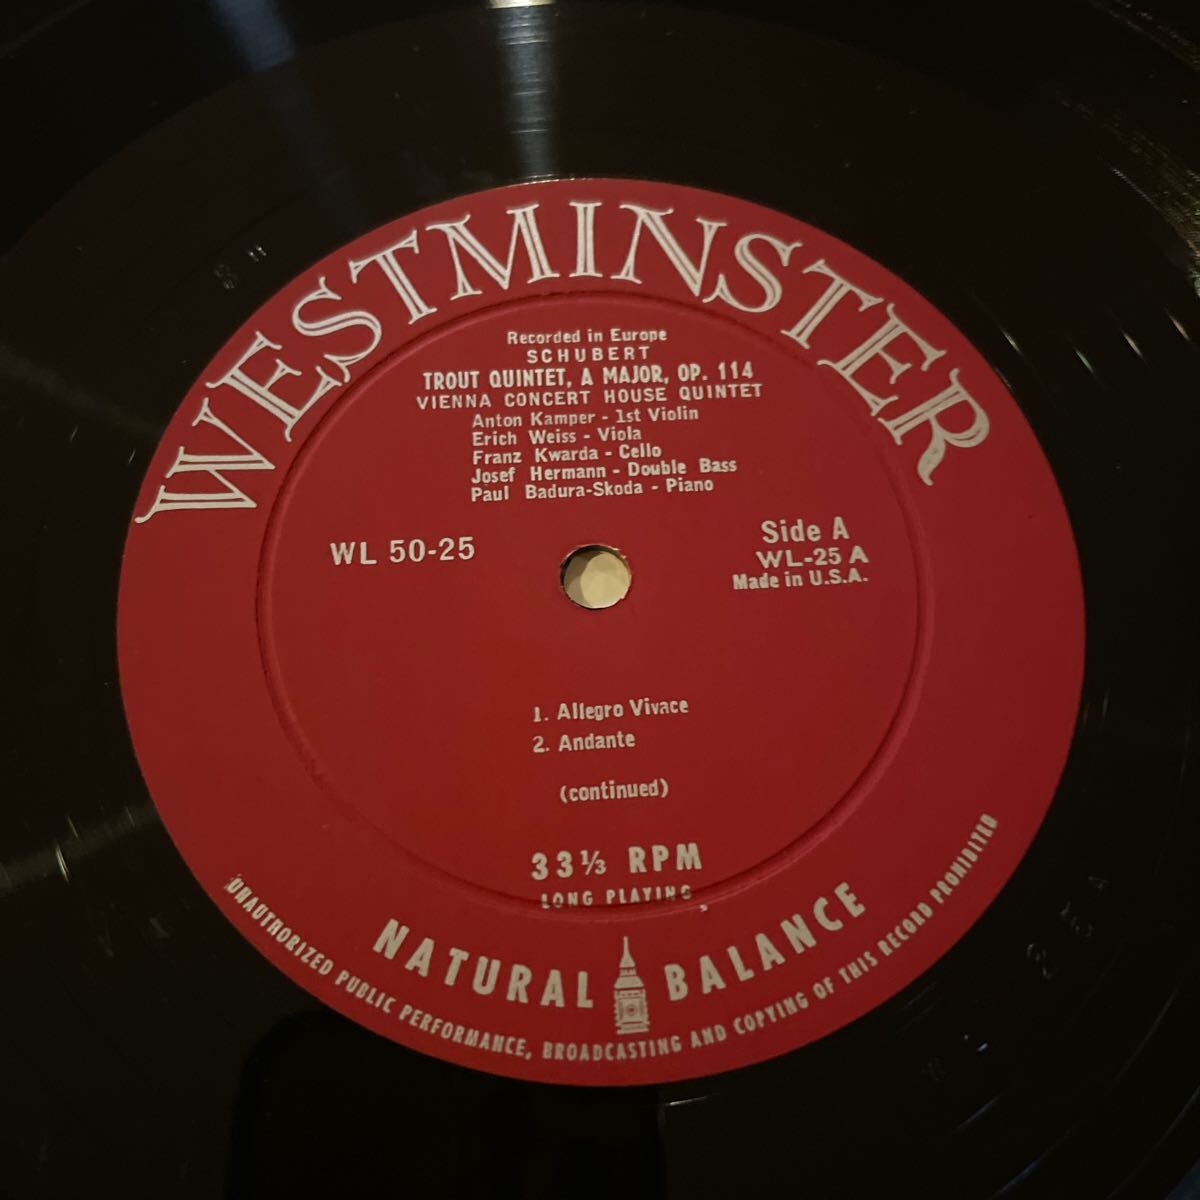 WESTMINSTER
Recorded in Europe
SCHUBERT
TROUT QUINTET, A MAJOR, OP. 114
VIENNA CONCERT HOUSE QUINTET
Anton Kamper - 1st Violin
Erich Weiss - Viola
Franz Kwarda - Cello
Josef Hermann - Double Bass
Paul Badura-Skoda - Piano
WL 50-25
Side A
WL-25 A
Made in U.S.A.
1. Allegro Vivace
2. Andante
(continued)
33⅓ RPM
LONG PLAYING
NATURAL BALANCE
UNAUTHORIZED PUBLIC PERFORMANCE, BROADCASTING AND COPYING OF THIS RECORD PROHIBITED